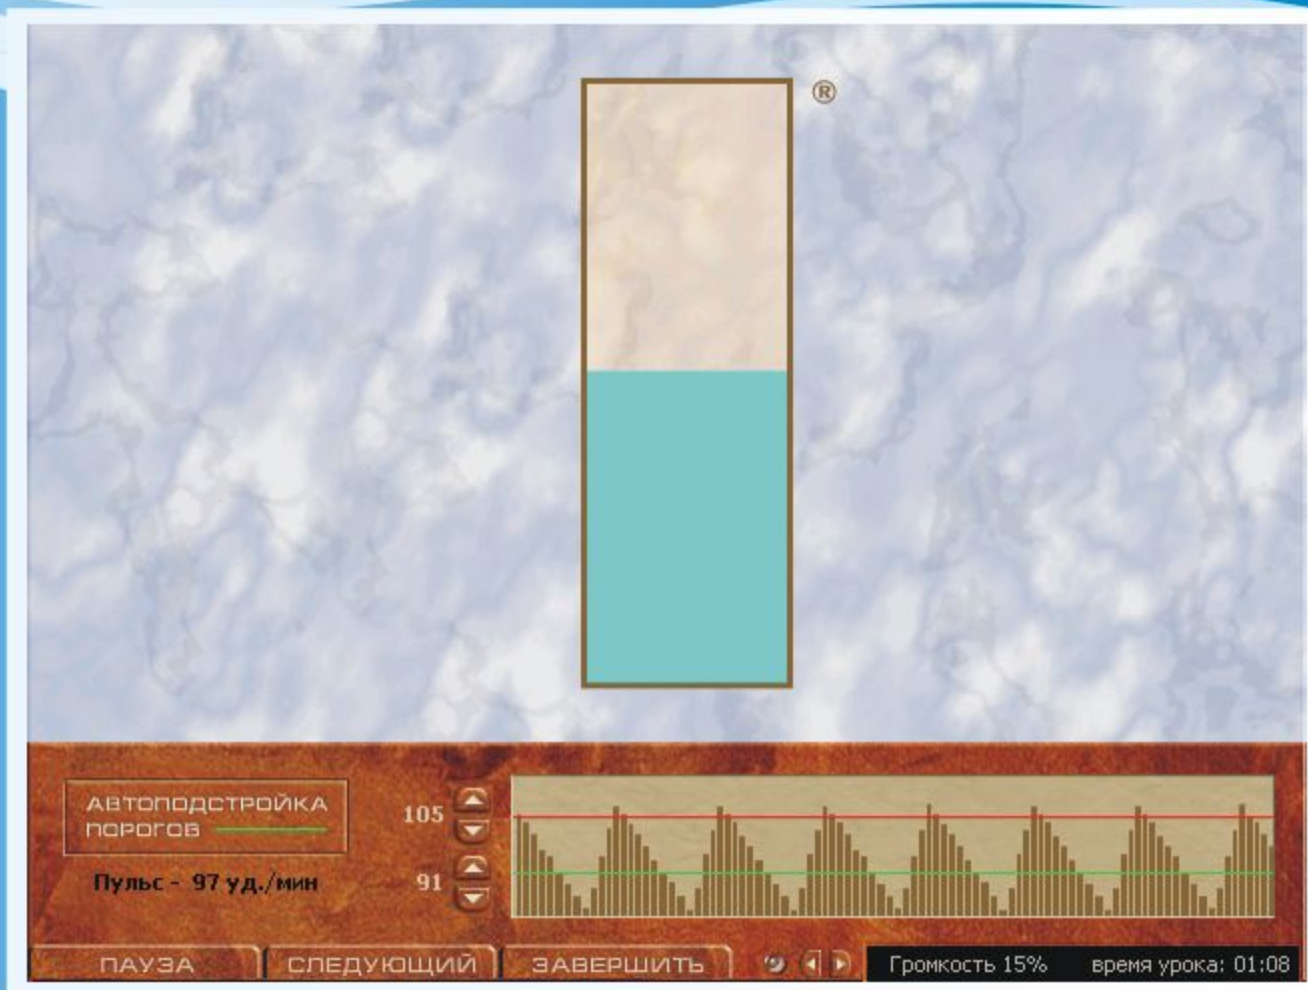 ®
АВТОПОДСТРОЙКА
ПОРОГОВ
105
Пульс - 97 уд./мин
91
ПАУЗА
СЛЕДУЮЩИЙ
ЗАВЕРШИТЬ
Громкость 15%
время урока: 01:08